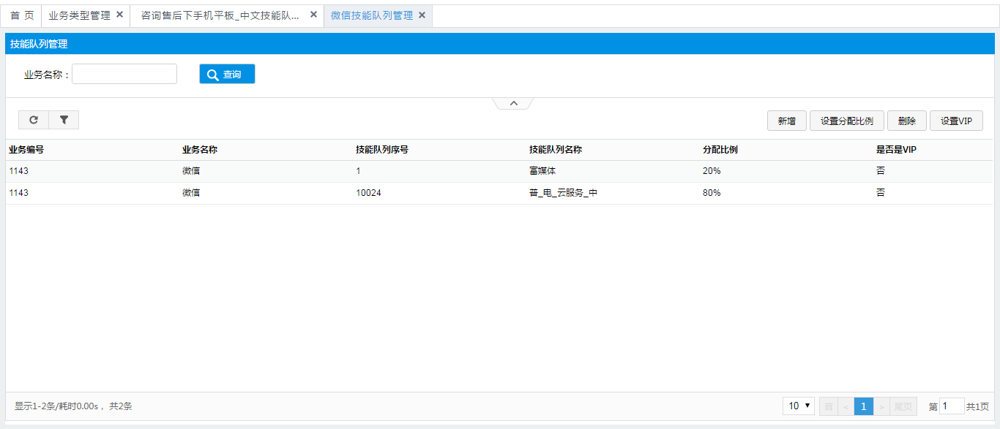 首 页 业务类型管理 × 咨询售后下手机平板_中文技能队... × 微信技能队列管理 ×
技能队列管理
业务名称： 查询
新增 设置分配比例 删除 设置VIP
业务编号 业务名称 技能队列序号 技能队列名称 分配比例 是否是VIP
1143 微信 1 富媒体 20% 否
1143 微信 10024 普_电_云服务_中 80% 否
显示1-2条/耗时0.00s ，共2条 10 首 < 1 > 尾页 第 1 共1页